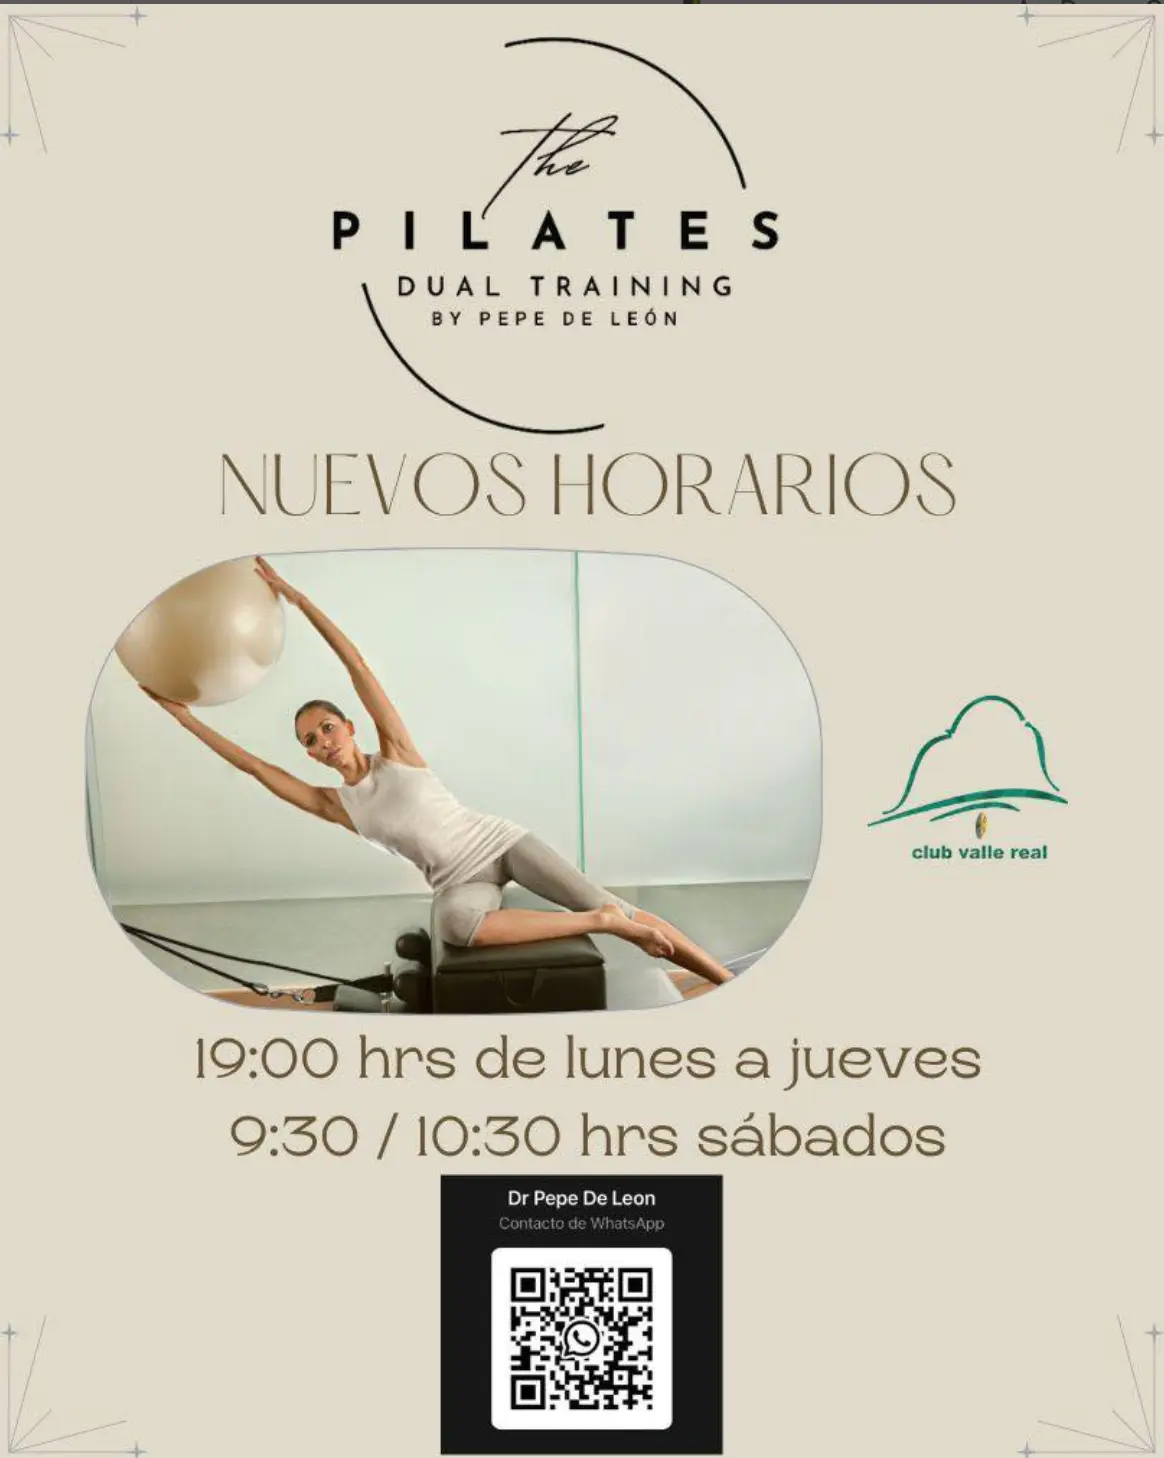 the
PILATES
DUAL TRAINING
BY PEPE DE LEÓN
NUEVOS HORARIOS
club valle real
19:00 hrs de lunes a jueves
9:30 / 10:30 hrs sábados
Dr Pepe De Leon
Contacto de WhatsApp